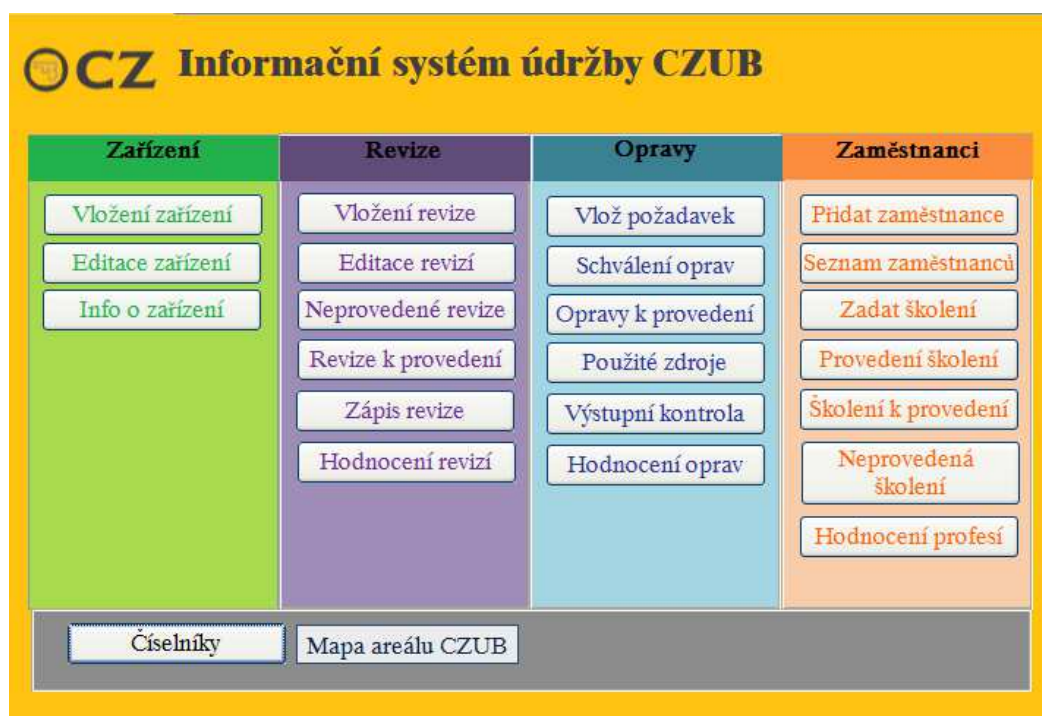 CZ Informační systém údržby CZUB
Zařízení
Vložení zařízení
Editace zařízení
Info o zařízení
Revize
Vložení revize
Editace revizí
Neprovedené revize
Revize k provedení
Zápis revize
Hodnocení revizí
Opravy
Vlož požadavek
Schválení oprav
Opravy k provedení
Použité zdroje
Výstupní kontrola
Hodnocení oprav
Zaměstnanci
Přidat zaměstnance
Seznam zaměstnanců
Zadat školení
Provedení školení
Školení k provedení
Neprovedená
školení
Hodnocení profesí
Číselníky
Mapa areálu CZUB